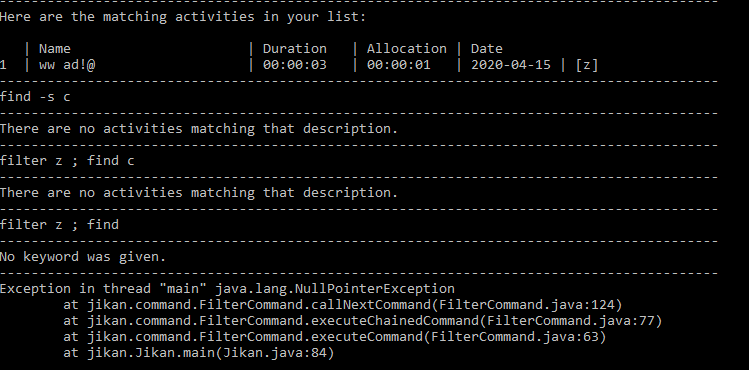 --------------------------------------------------------------------------------------
Here are the matching activities in your list:

   | Name                      | Duration   | Allocation | Date
1  | ww ad!@                   | 00:00:03   | 00:00:01   | 2020-04-15 | [z]
------------------------------------------------------------------------------------------
find -s c
------------------------------------------------------------------------------------------
There are no activities matching that description.
------------------------------------------------------------------------------------------
filter z ; find c
------------------------------------------------------------------------------------------
There are no activities matching that description.
------------------------------------------------------------------------------------------
filter z ; find
------------------------------------------------------------------------------------------
No keyword was given.
------------------------------------------------------------------------------------------
Exception in thread "main" java.lang.NullPointerException
        at jikan.command.FilterCommand.callNextCommand(FilterCommand.java:124)
        at jikan.command.FilterCommand.executeChainedCommand(FilterCommand.java:77)
        at jikan.command.FilterCommand.executeCommand(FilterCommand.java:63)
        at jikan.Jikan.main(Jikan.java:84)